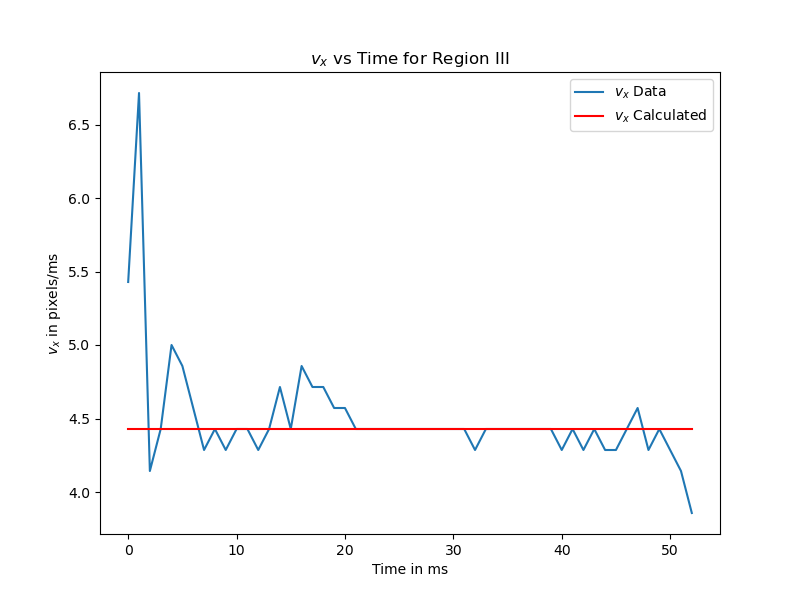 v_x vs Time for Region III
v_x Data
v_x Calculated
6.5
6.0
5.5
5.0
4.5
4.0
v_x in pixels/ms
0 10 20 30 40 50
Time in ms